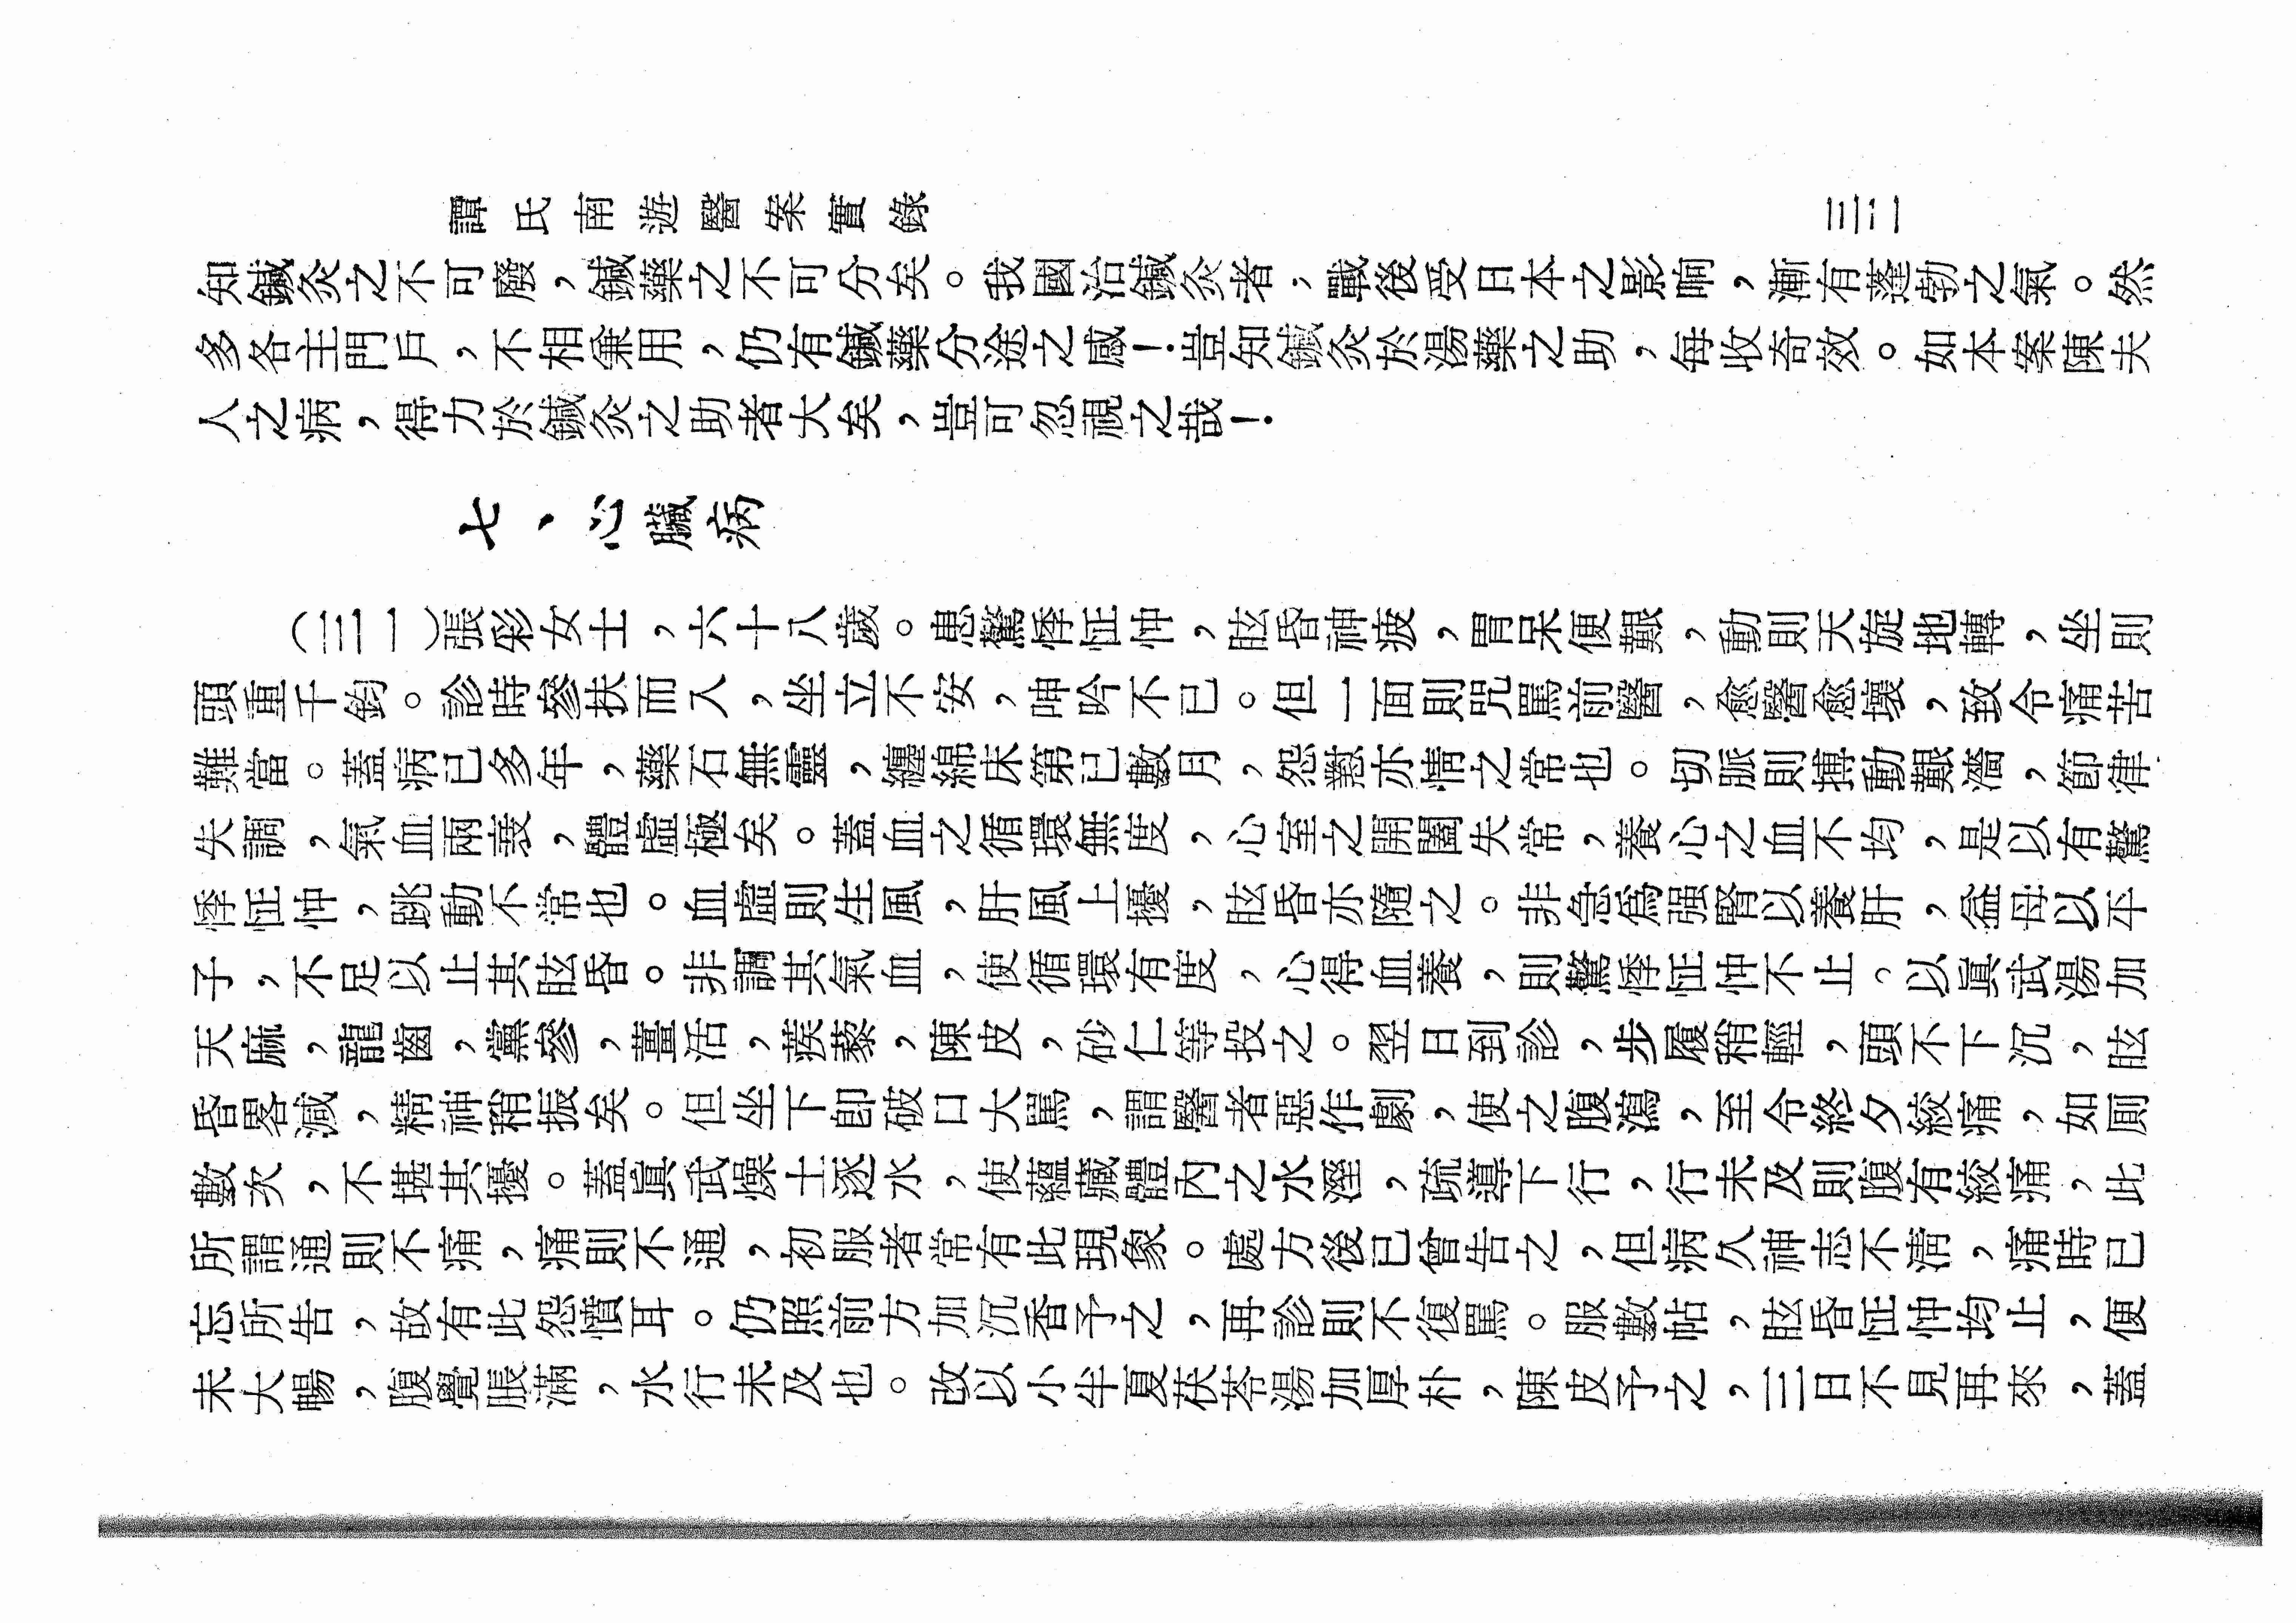 譚氏南遊醫案實錄
三二
知鍼灸之不可廢，鍼藥之不可分矣。我國治鍼灸者，戰後受日本之影响，漸有蓬勃之氣。然
多各主門戶，不相兼用，仍有鍼藥分途之感！豈知鍼灸於湯藥之助，每收奇效。如本案陳夫
人之病，得力於鍼灸之助者大矣，豈可忽視之哉！
七、心臟病
（三一）張彩女士，六十八歲。患驚悸怔忡，眩昏神疲，胃呆便艱，動則天旋地轉，坐則
頭重千鈞。診時參扶而入，坐立不安，呻吟不已。但一面則咒罵前醫，愈醫愈壞，致令痛苦
難當。蓋病已多年，藥石無靈，纏綿床第已數月，怨懟亦情之常也。切脈則搏動艱濇，節律
失調，氣血兩衰，體虛極矣。蓋血之循環無度，心室之開闔失常，養心之血不均，是以有驚
悸怔忡，跳動不常也。血虛則生風，肝風上擾，眩昏亦隨之。非急爲强腎以養肝，益母以平
子，不足以止其眩昏。非調其氣血，使循環有度，心得血養，則驚悸怔忡不止。以眞武湯加
天麻，龍齒，黨參，薑活，蒺藜，陳皮，砂仁等投之。翌日到診，步履稍輕，頭不下沉，眩
昏畧減，精神稍振矣。但坐下卽破口大罵，謂醫者惡作劇，使之腹瀉，至令終夕絞痛，如厠
數次，不堪其擾。蓋眞武燥土逐水，使蘊藏體內之水溼，疏導下行，行未及則腹有絞痛，此
所謂通則不痛，痛則不通，初服者常有此現象。處方後已曾告之，但病久神志不淸，痛時已
忘所告，故有此怨憤耳。仍照前方加沉香予之，再診則不復罵。服數帖，眩昏怔忡均止，便
未大暢，腹覺脹滿，水行未及也。改以小半夏茯苓湯加厚朴，陳皮予之，三日不見再來，蓋